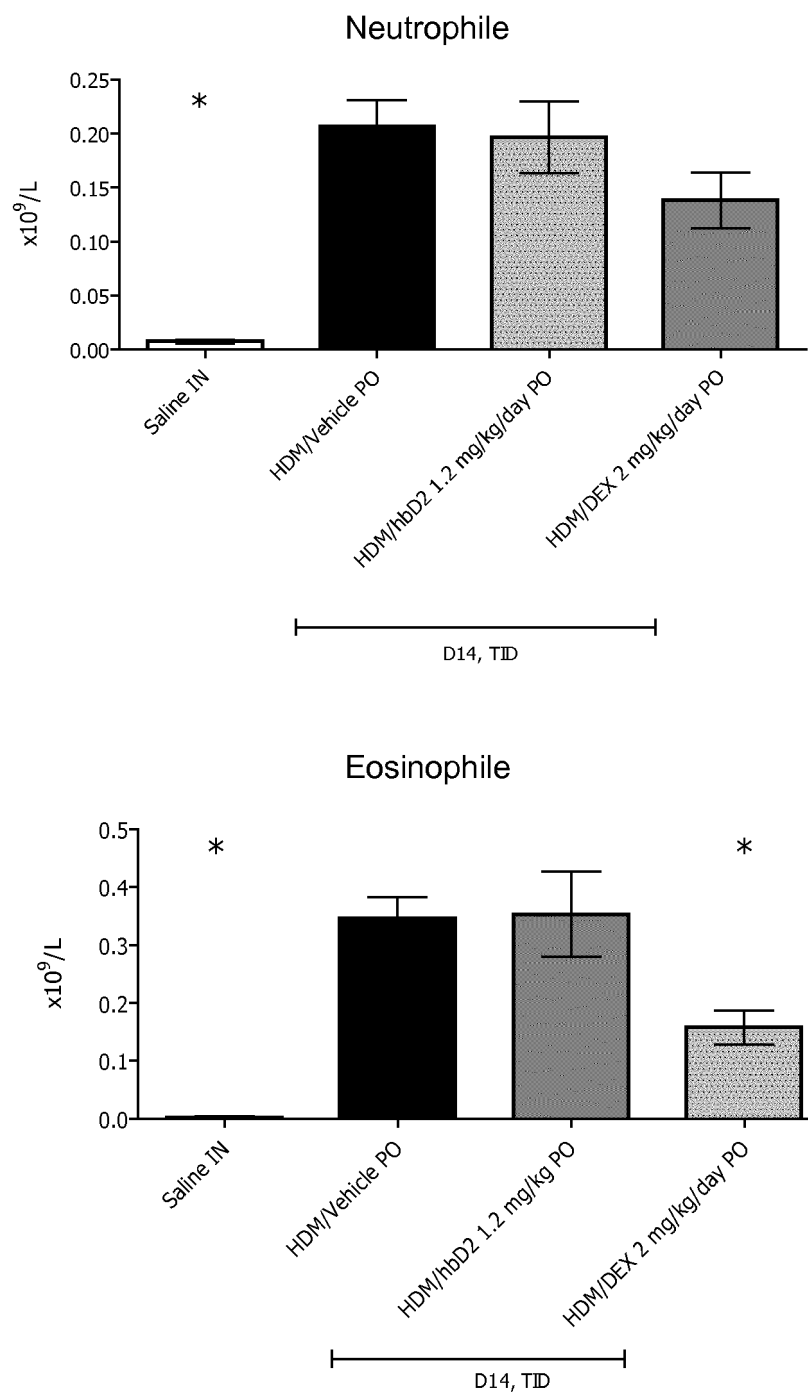 Neutrophile
0.25
0.20
0.15
0.10
0.05
0.00
x10⁹/L
*
Saline IN
HDM/Vehicle PO
HDM/hbD2 1.2 mg/kg/day PO
HDM/DEX 2 mg/kg/day PO
D14, TID
Eosinophile
0.5
0.4
0.3
0.2
0.1
0.0
x10⁹/L
*
*
Saline IN
HDM/Vehicle PO
HDM/hbD2 1.2 mg/kg PO
HDM/DEX 2 mg/kg/day PO
D14, TID